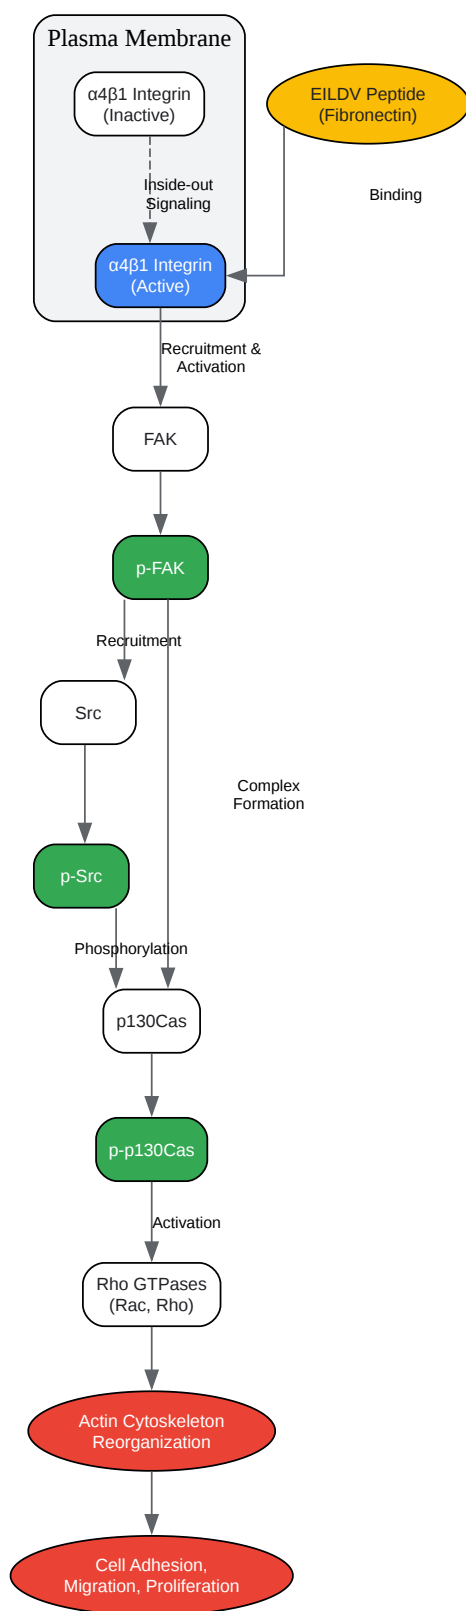 Plasma Membrane
α4β1 Integrin
(Inactive)
EILDV Peptide
(Fibronectin)
Inside-out
Signaling
Binding
α4β1 Integrin
(Active)
Recruitment &
Activation
FAK
p-FAK
Recruitment
Src
Complex
Formation
p-Src
Phosphorylation
p130Cas
p-p130Cas
Activation
Rho GTPases
(Rac, Rho)
Actin Cytoskeleton
Reorganization
Cell Adhesion,
Migration, Proliferation